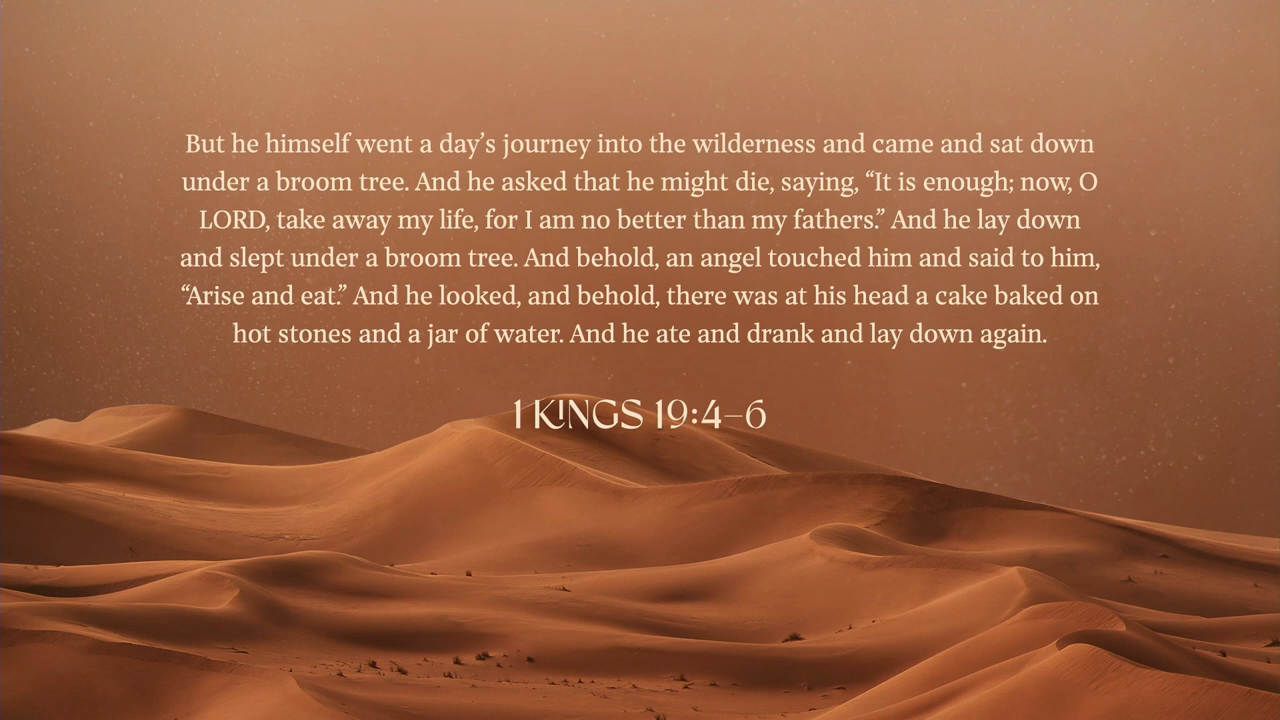 But he himself went a day’s journey into the wilderness and came and sat down
under a broom tree. And he asked that he might die, saying, “It is enough; now, O
LORD, take away my life, for I am no better than my fathers.” And he lay down
and slept under a broom tree. And behold, an angel touched him and said to him,
“Arise and eat.” And he looked, and behold, there was at his head a cake baked on
hot stones and a jar of water. And he ate and drank and lay down again.
1 KINGS 19:4–6